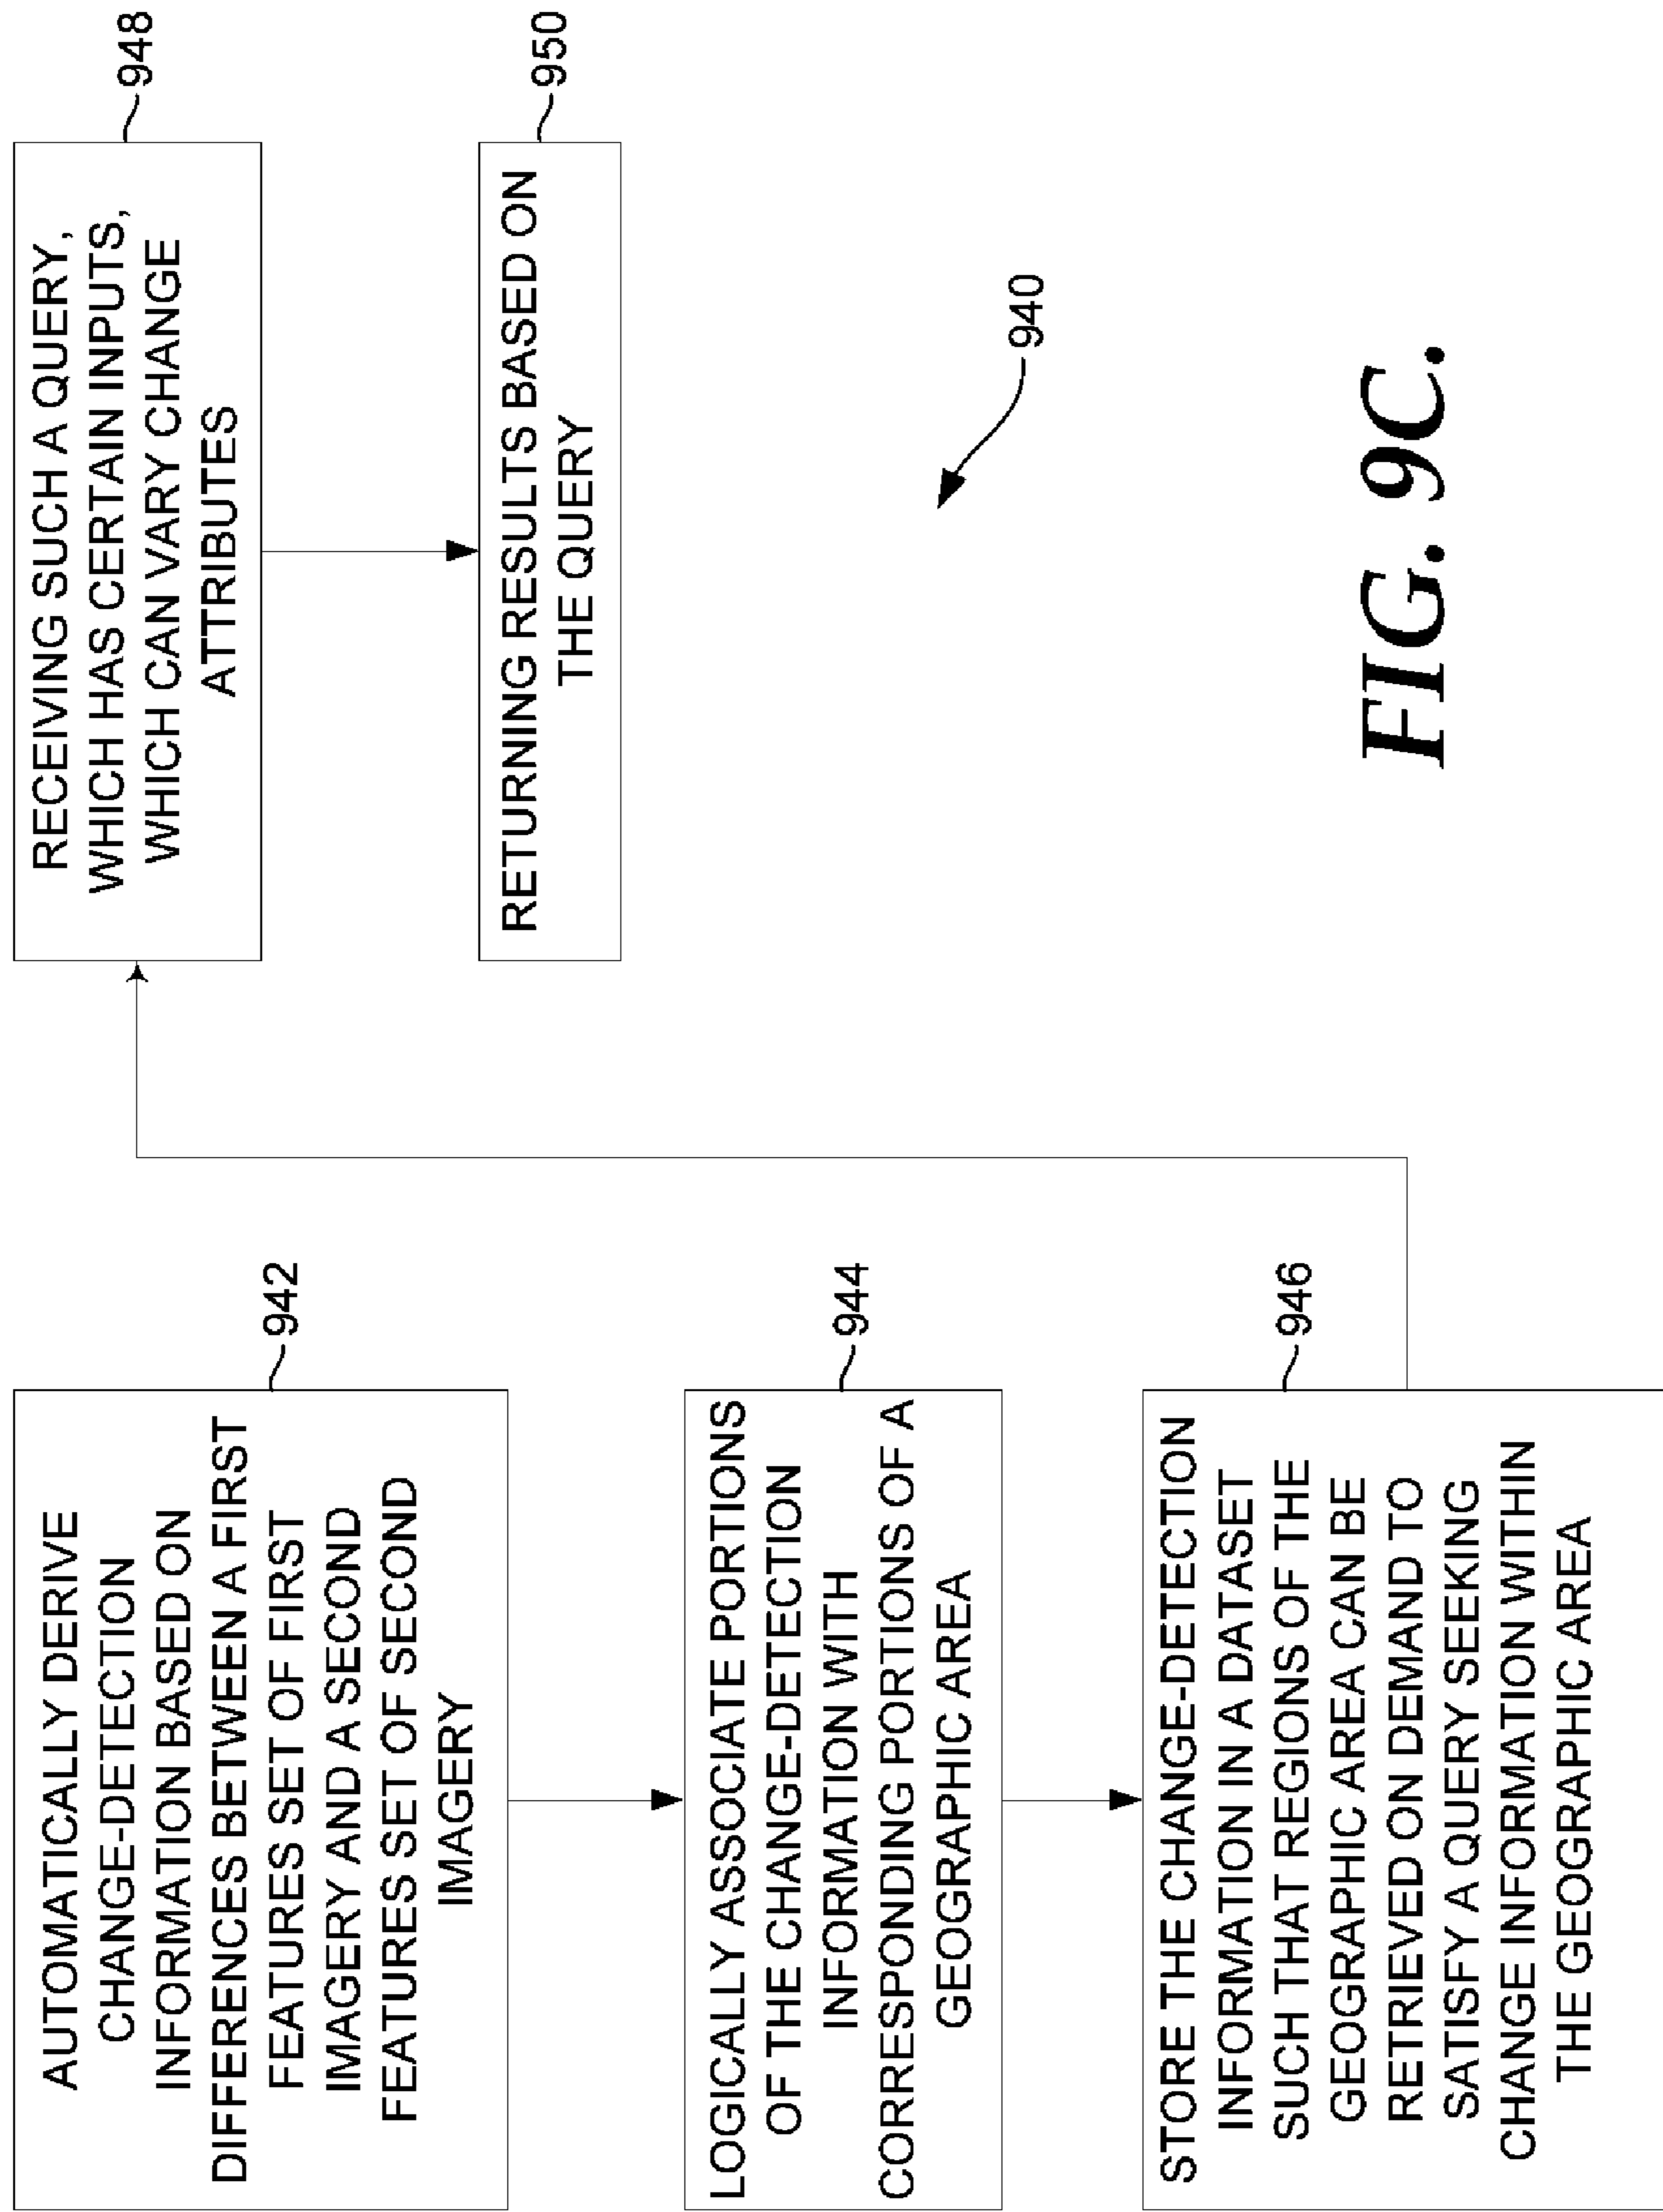 AUTOMATICALLY DERIVE
CHANGE-DETECTION
INFORMATION BASED ON
DIFFERENCES BETWEEN A FIRST
FEATURES SET OF FIRST
IMAGERY AND A SECOND
FEATURES SET OF SECOND
IMAGERY
942
LOGICALLY ASSOCIATE PORTIONS
OF THE CHANGE-DETECTION
INFORMATION WITH
CORRESPONDING PORTIONS OF A
GEOGRAPHIC AREA
944
STORE THE CHANGE-DETECTION
INFORMATION IN A DATASET
SUCH THAT REGIONS OF THE
GEOGRAPHIC AREA CAN BE
RETRIEVED ON DEMAND TO
SATISFY A QUERY SEEKING
CHANGE INFORMATION WITHIN
THE GEOGRAPHIC AREA
946
RECEIVING SUCH A QUERY,
WHICH HAS CERTAIN INPUTS,
WHICH CAN VARY CHANGE
ATTRIBUTES
948
RETURNING RESULTS BASED ON
THE QUERY
950
940
FIG. 9C.